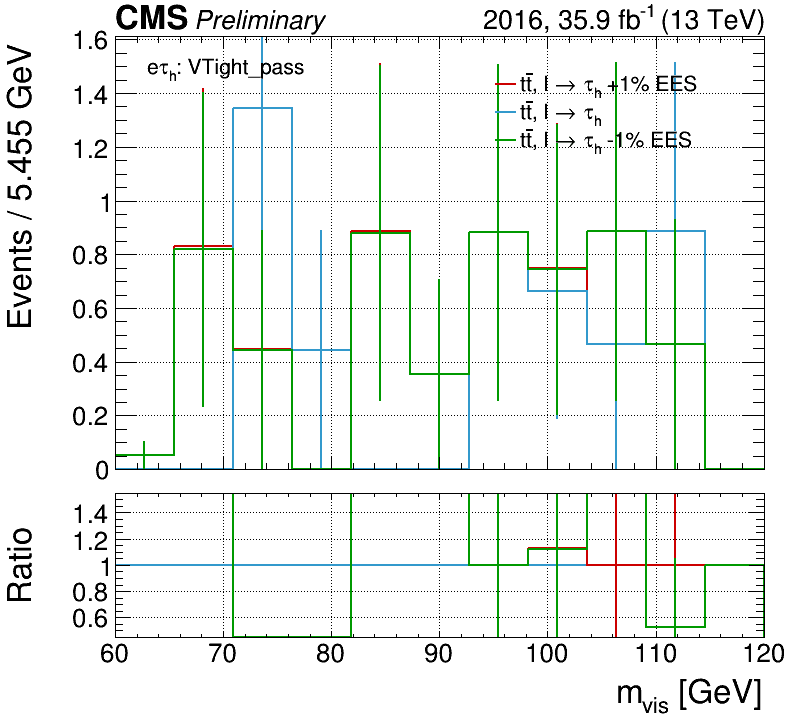 CMS Preliminary 2016, 35.9 fb⁻¹ (13 TeV)
eτh: VTight_pass
tt̄, l → τh +1% EES
tt̄, l → τh
tt̄, l → τh -1% EES
Events / 5.455 GeV
1.6
1.4
1.2
1
0.8
0.6
0.4
0.2
0
Ratio
1.4
1.2
1
0.8
0.6
60 70 80 90 100 110 120
mvis [GeV]